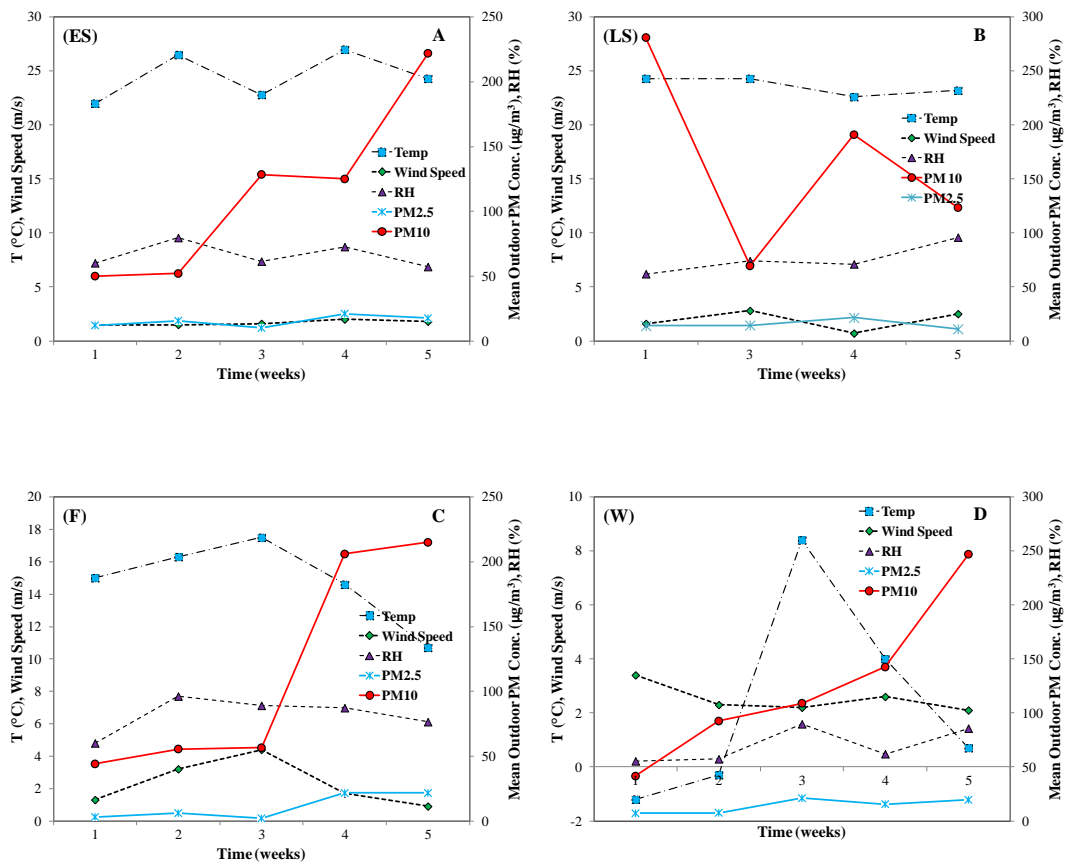 (ES)
A
30
25
20
15
10
5
0
T (°C), Wind Speed (m/s)
250
200
150
100
50
0
Mean Outdoor PM Conc. (µg/m³), RH (%)
Temp
Wind Speed
RH
PM2.5
PM10
1 2 3 4 5
Time (weeks)
(LS)
B
30
25
20
15
10
5
0
T (°C), Wind Speed (m/s)
300
250
200
150
100
50
0
Mean Outdoor PM Conc. (µg/m³), RH (%)
Temp
Wind Speed
RH
PM 10
PM2.5
1 3 4 5
Time (weeks)
(F)
C
20
18
16
14
12
10
8
6
4
2
0
T (°C), Wind Speed (m/s)
250
200
150
100
50
0
Mean Outdoor PM Conc. (µg/m³), RH (%)
Temp
Wind Speed
RH
PM2.5
PM10
1 2 3 4 5
Time (weeks)
(W)
D
10
8
6
4
2
0
-2
T (°C), Wind Speed (m/s)
300
250
200
150
100
50
0
Mean Outdoor PM Conc. (µg/m³), RH (%)
Temp
Wind Speed
RH
PM2.5
PM10
1 2 3 4 5
Time (weeks)